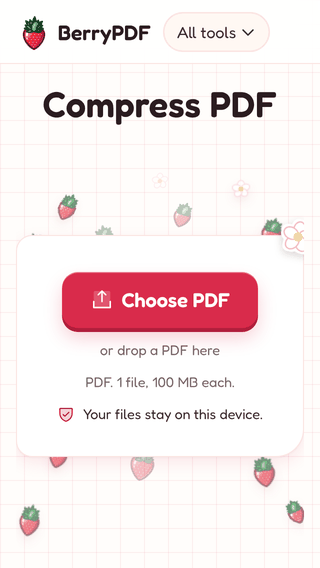 BerryPDF
All tools
Compress PDF
Choose PDF
or drop a PDF here
PDF. 1 file, 100 MB each.
Your files stay on this device.